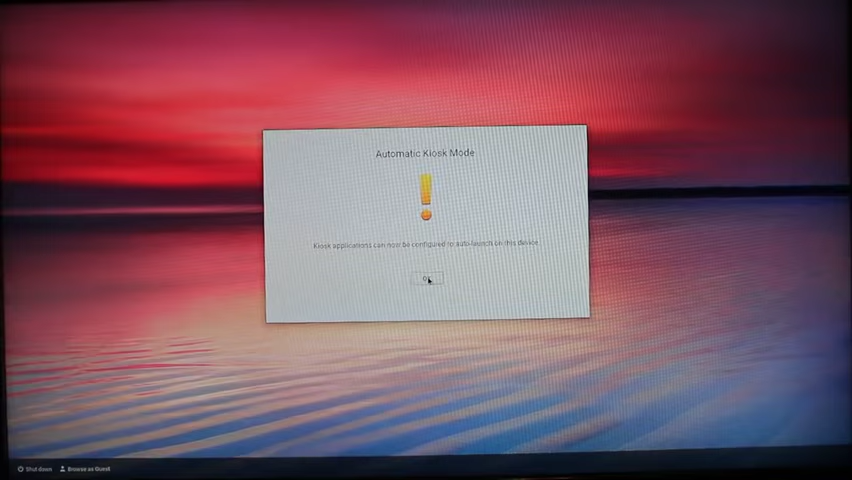 Automatic Kiosk Mode
Kiosk applications can now be configured to auto-launch on this device.
OK
Shut down Browse as Guest